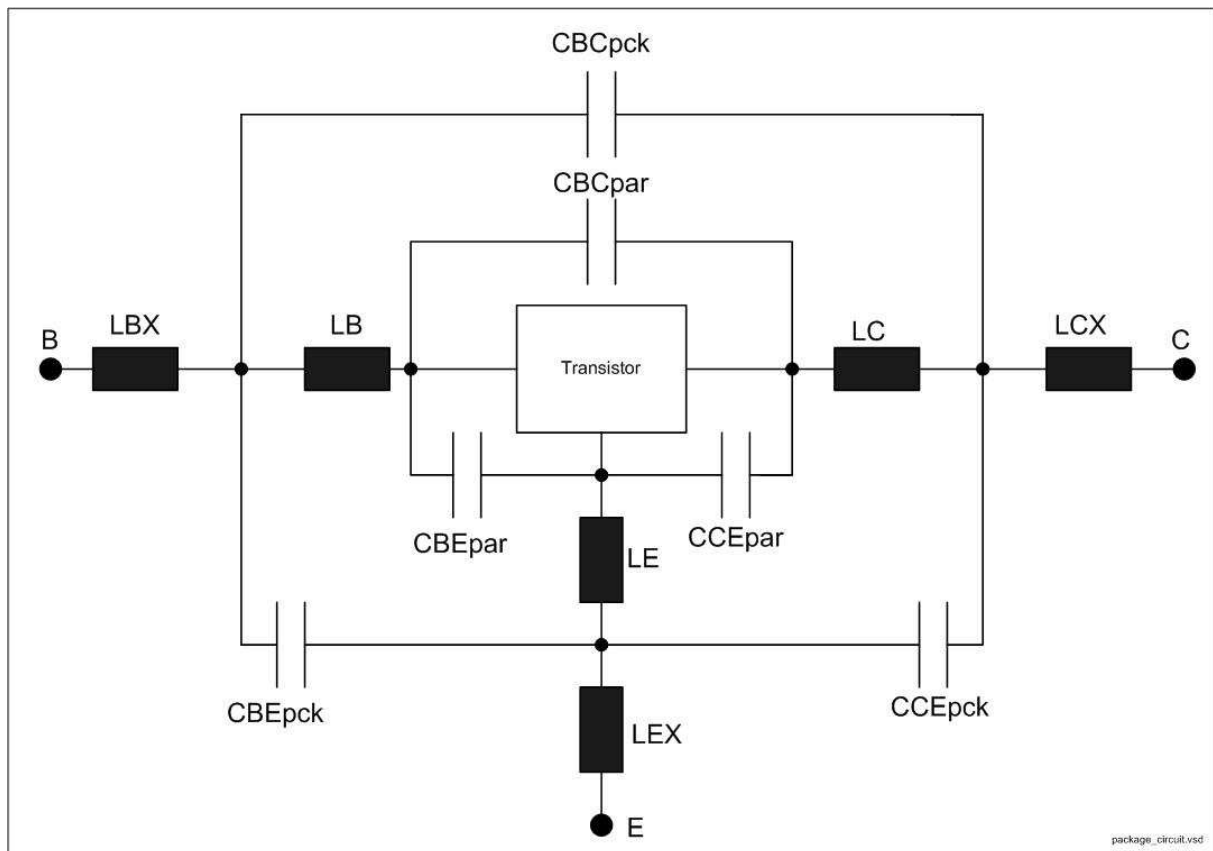 CBCpck
CBCpar
B
LBX
LB
Transistor
LC
LCX
C
CBEpar
LE
CCEpar
CBEpck
LEX
CCEpck
E
package_circuit.vsd